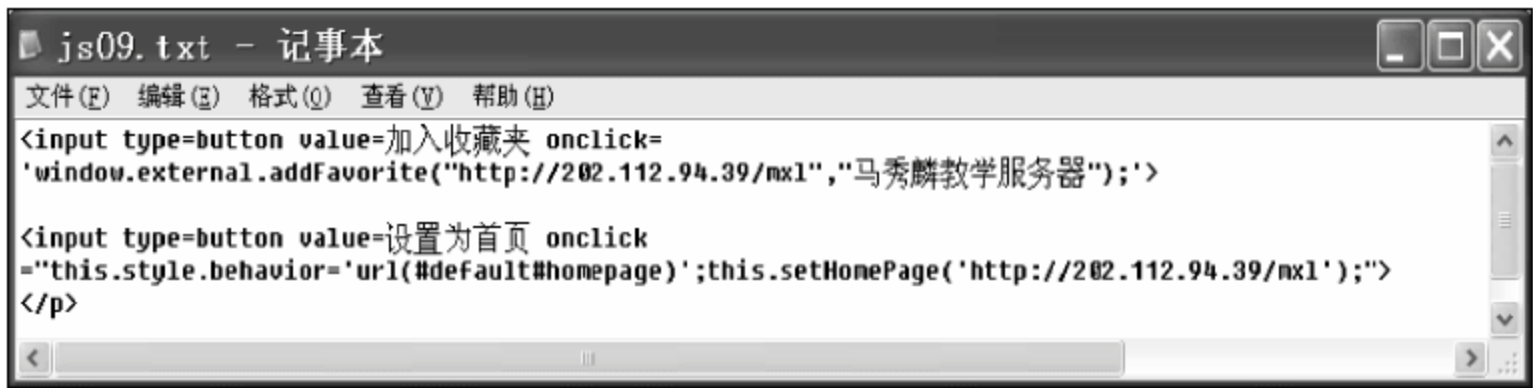 js09.txt - 记事本
文件(F) 编辑(E) 格式(O) 查看(V) 帮助(H)
<input type=button value=加入收藏夹 onclick=
'window.external.addFavorite("http://202.112.94.39/mxl","马秀麟教学服务器");'>
<input type=button value=设置为首页 onclick
="this.style.behavior='url(#default#homepage)';this.setHomePage('http://202.112.94.39/mxl');">
</p>